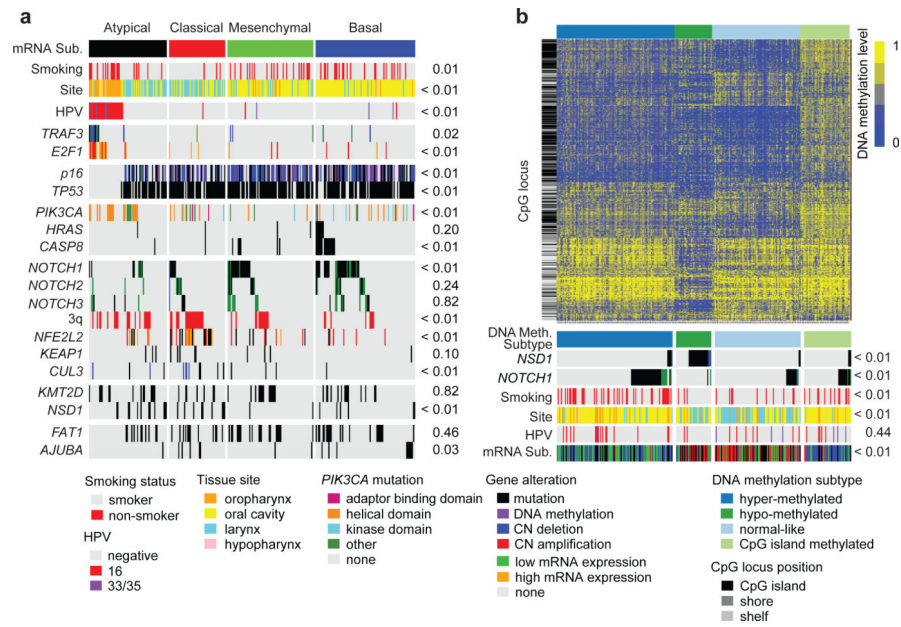 a
Atypical Classical Mesenchymal Basal
mRNA Sub.
Smoking 0.01
Site < 0.01
HPV < 0.01
TRAF3 0.02
E2F1 < 0.01
p16 < 0.01
TP53 < 0.01
PIK3CA < 0.01
HRAS 0.20
CASP8 < 0.01
NOTCH1 < 0.01
NOTCH2 0.24
NOTCH3 0.82
3q < 0.01
NFE2L2 < 0.01
KEAP1 0.10
CUL3 < 0.01
KMT2D 0.82
NSD1 < 0.01
FAT1 0.46
AJUBA 0.03
Smoking status
smoker
non-smoker
HPV
negative
16
33/35
Tissue site
oropharynx
oral cavity
larynx
hypopharynx
PIK3CA mutation
adaptor binding domain
helical domain
kinase domain
other
none
Gene alteration
mutation
DNA methylation
CN deletion
CN amplification
low mRNA expression
high mRNA expression
none
b
CpG locus
DNA methylation level
1
0
DNA Meth.
Subtype
NSD1 < 0.01
NOTCH1 < 0.01
Smoking < 0.01
Site < 0.01
HPV 0.44
mRNA Sub. < 0.01
DNA methylation subtype
hyper-methylated
hypo-methylated
normal-like
CpG island methylated
CpG locus position
CpG island
shore
shelf